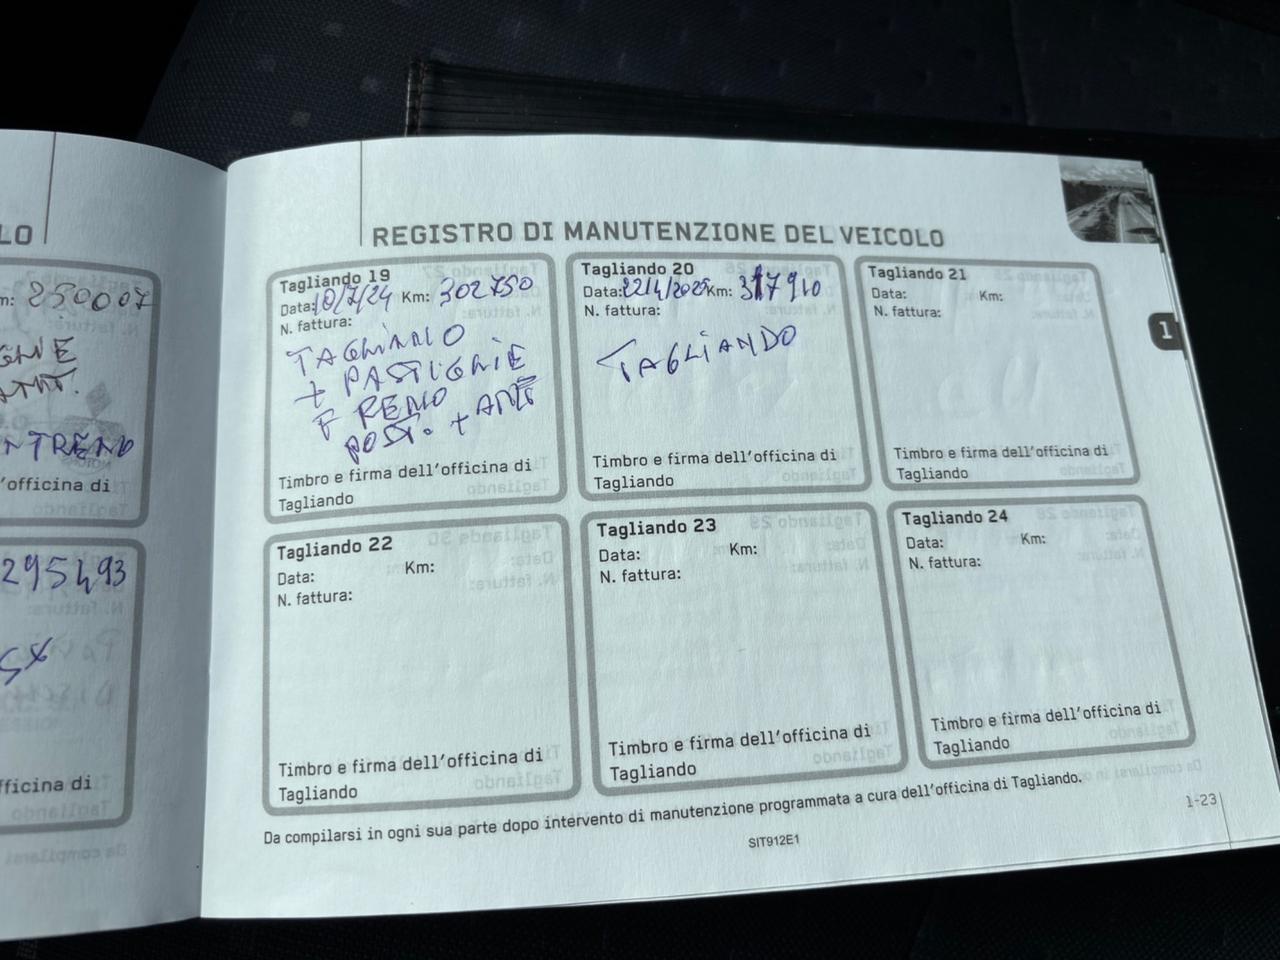 LO
m: 250007
NTRENO
'officina di
295493
fficina di
REGISTRO DI MANUTENZIONE DEL VEICOLO
Tagliando 19
Data: 10/7/24 Km: 302750
N. fattura:
+ PASTIGLIE
FRENO
POST. + ANT
Timbro e firma dell'officina di
Tagliando
Tagliando 20
Data: 22/4/2025 Km: 317910
N. fattura:
TAGLIANDO
Timbro e firma dell'officina di
Tagliando
Tagliando 21
Data: Km:
N. fattura:
Timbro e firma dell'officina di
Tagliando
1
Tagliando 22
Data: Km:
N. fattura:
Timbro e firma dell'officina di
Tagliando
Tagliando 23
Data: Km:
N. fattura:
Timbro e firma dell'officina di
Tagliando
Tagliando 24
Data: Km:
N. fattura:
Timbro e firma dell'officina di
Tagliando
Da compilarsi in ogni sua parte dopo intervento di manutenzione programmata a cura dell'officina di Tagliando.
1-23
SIT912E1